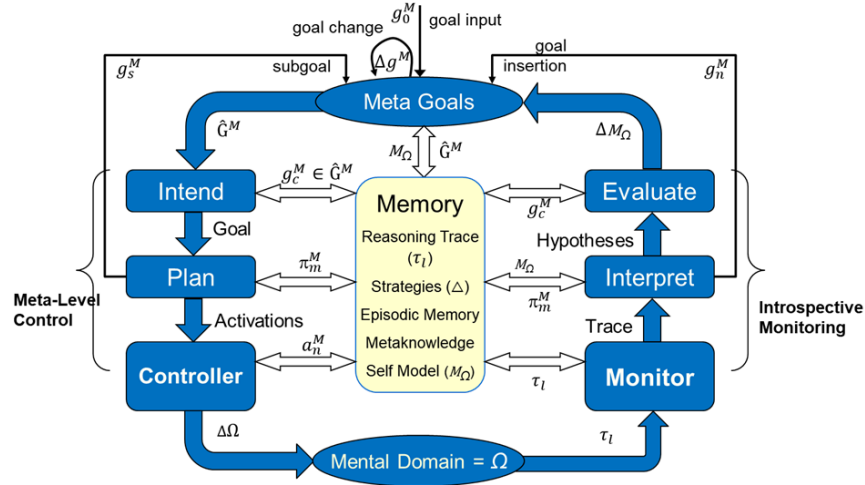 goal change
g₀ᴹ
goal input
gₛᴹ
subgoal
Δgᴹ
goal
insertion
gₙᴹ
Meta Goals
Ĝᴹ
M_Ω
Ĝᴹ
ΔM_Ω
Intend
g_cᴹ ∈ Ĝᴹ
Memory
g_cᴹ
Evaluate
Goal
Reasoning Trace
(τₗ)
Hypotheses
Plan
πₘᴹ
Strategies (△)
M_Ω
πₘᴹ
Interpret
Meta-Level
Control
Activations
Episodic Memory
Metaknowledge
Trace
Introspective
Monitoring
Controller
aₙᴹ
Self Model (M_Ω)
τₗ
Monitor
ΔΩ
Mental Domain = Ω
τₗ